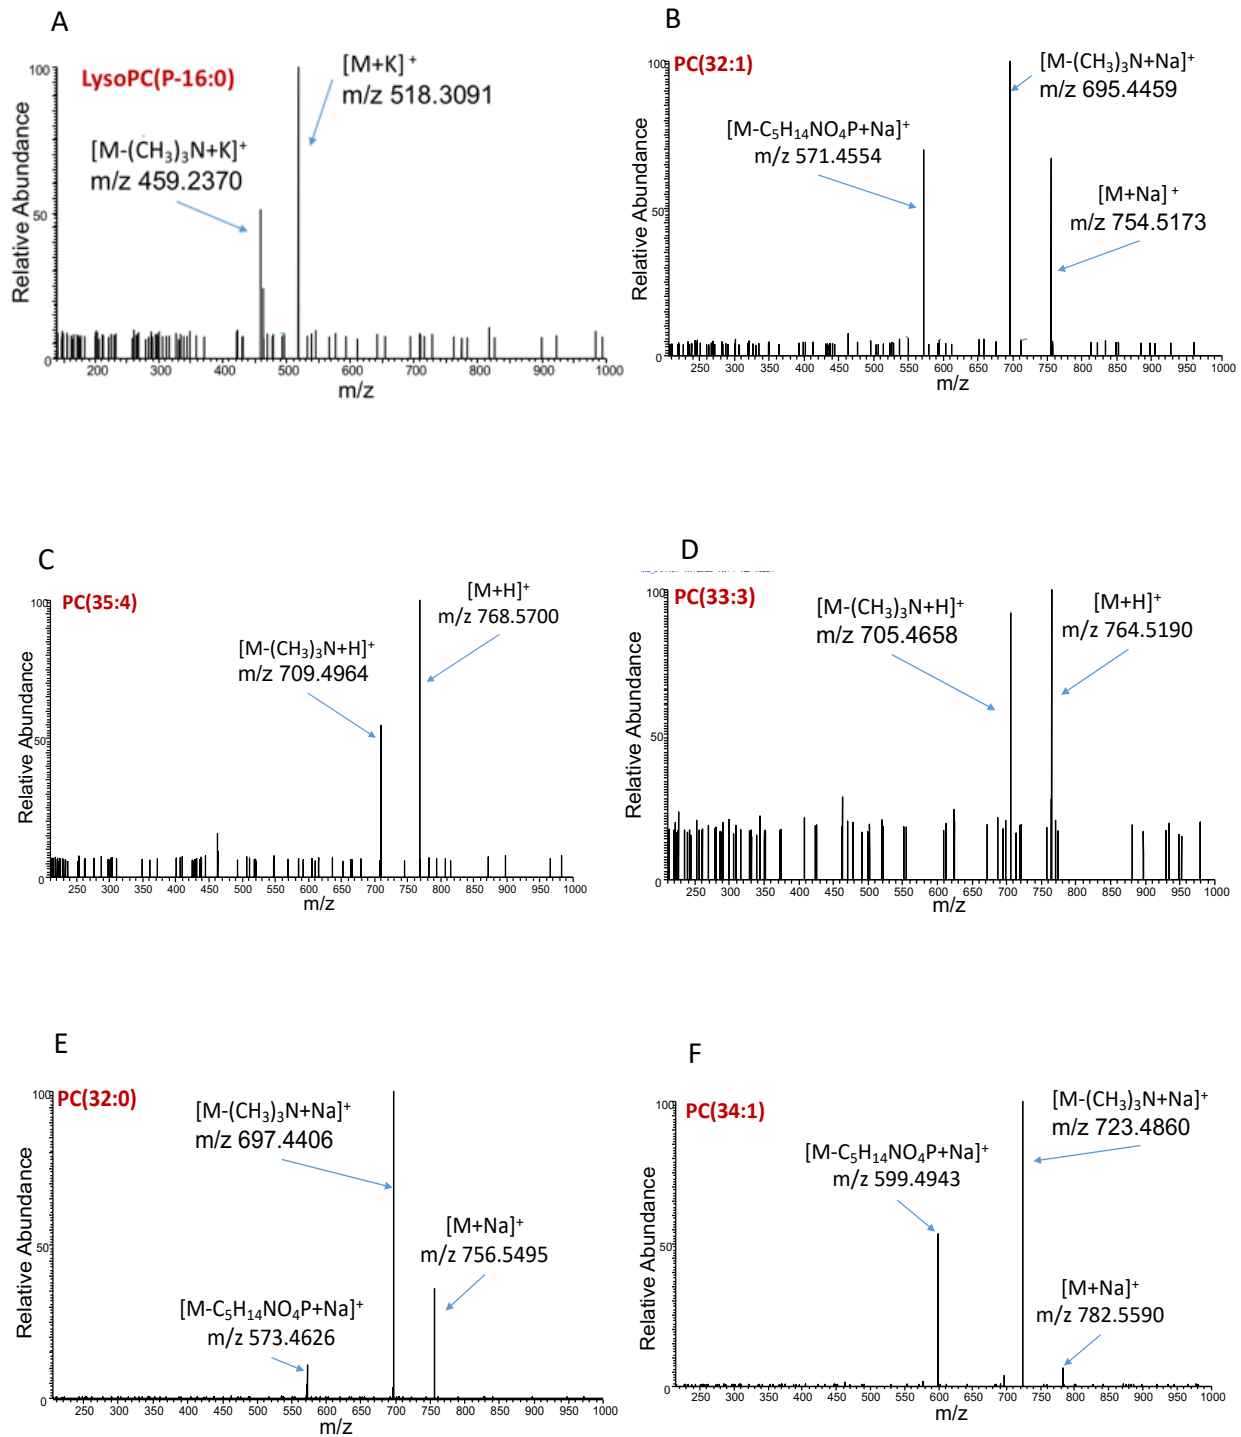 A
LysoPC(P-16:0)
[M+K] +
m/z 518.3091
[M-(CH₃)₃N+K]⁺
m/z 459.2370
Relative Abundance
100
50
0
200 300 400 500 600 700 800 900 1000
m/z
B
PC(32:1)
[M-(CH₃)₃N+Na]⁺
m/z 695.4459
[M-C₅H₁₄NO₄P+Na]⁺
m/z 571.4554
[M+Na] ⁺
m/z 754.5173
Relative Abundance
100
50
0
250 300 350 400 450 500 550 600 650 700 750 800 850 900 950 1000
m/z
C
PC(35:4)
[M+H]⁺
m/z 768.5700
[M-(CH₃)₃N+H]⁺
m/z 709.4964
Relative Abundance
100
50
0
250 300 350 400 450 500 550 600 650 700 750 800 850 900 950 1000
m/z
D
PC(33:3)
[M-(CH₃)₃N+H]⁺
m/z 705.4658
[M+H]⁺
m/z 764.5190
Relative Abundance
100
50
0
250 300 350 400 450 500 550 600 650 700 750 800 850 900 950 1000
m/z
E
PC(32:0)
[M-(CH₃)₃N+Na]⁺
m/z 697.4406
[M+Na]⁺
m/z 756.5495
[M-C₅H₁₄NO₄P+Na]⁺
m/z 573.4626
Relative Abundance
100
50
0
250 300 350 400 450 500 550 600 650 700 750 800 850 900 950 1000
m/z
F
PC(34:1)
[M-(CH₃)₃N+Na]⁺
m/z 723.4860
[M-C₅H₁₄NO₄P+Na]⁺
m/z 599.4943
[M+Na]⁺
m/z 782.5590
Relative Abundance
100
50
0
250 300 350 400 450 500 550 600 650 700 750 800 850 900 950 1000
m/z